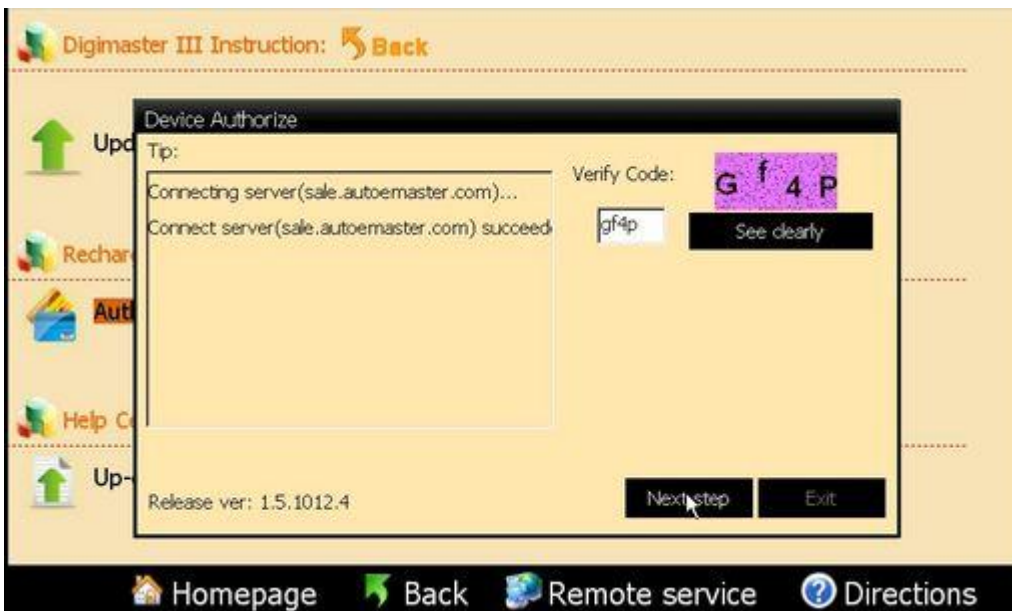 Digimaster III Instruction: Back
Device Authorize
Upd
Tip:
Connecting server(sale.autoemaster.com)...
Connect server(sale.autoemaster.com) succeed
Verify Code:
G f 4 P
gf4p
See clearly
Rechar
Aut
Help C
Up-
Release ver: 1.5.1012.4
Next step
Exit
Homepage Back Remote service Directions